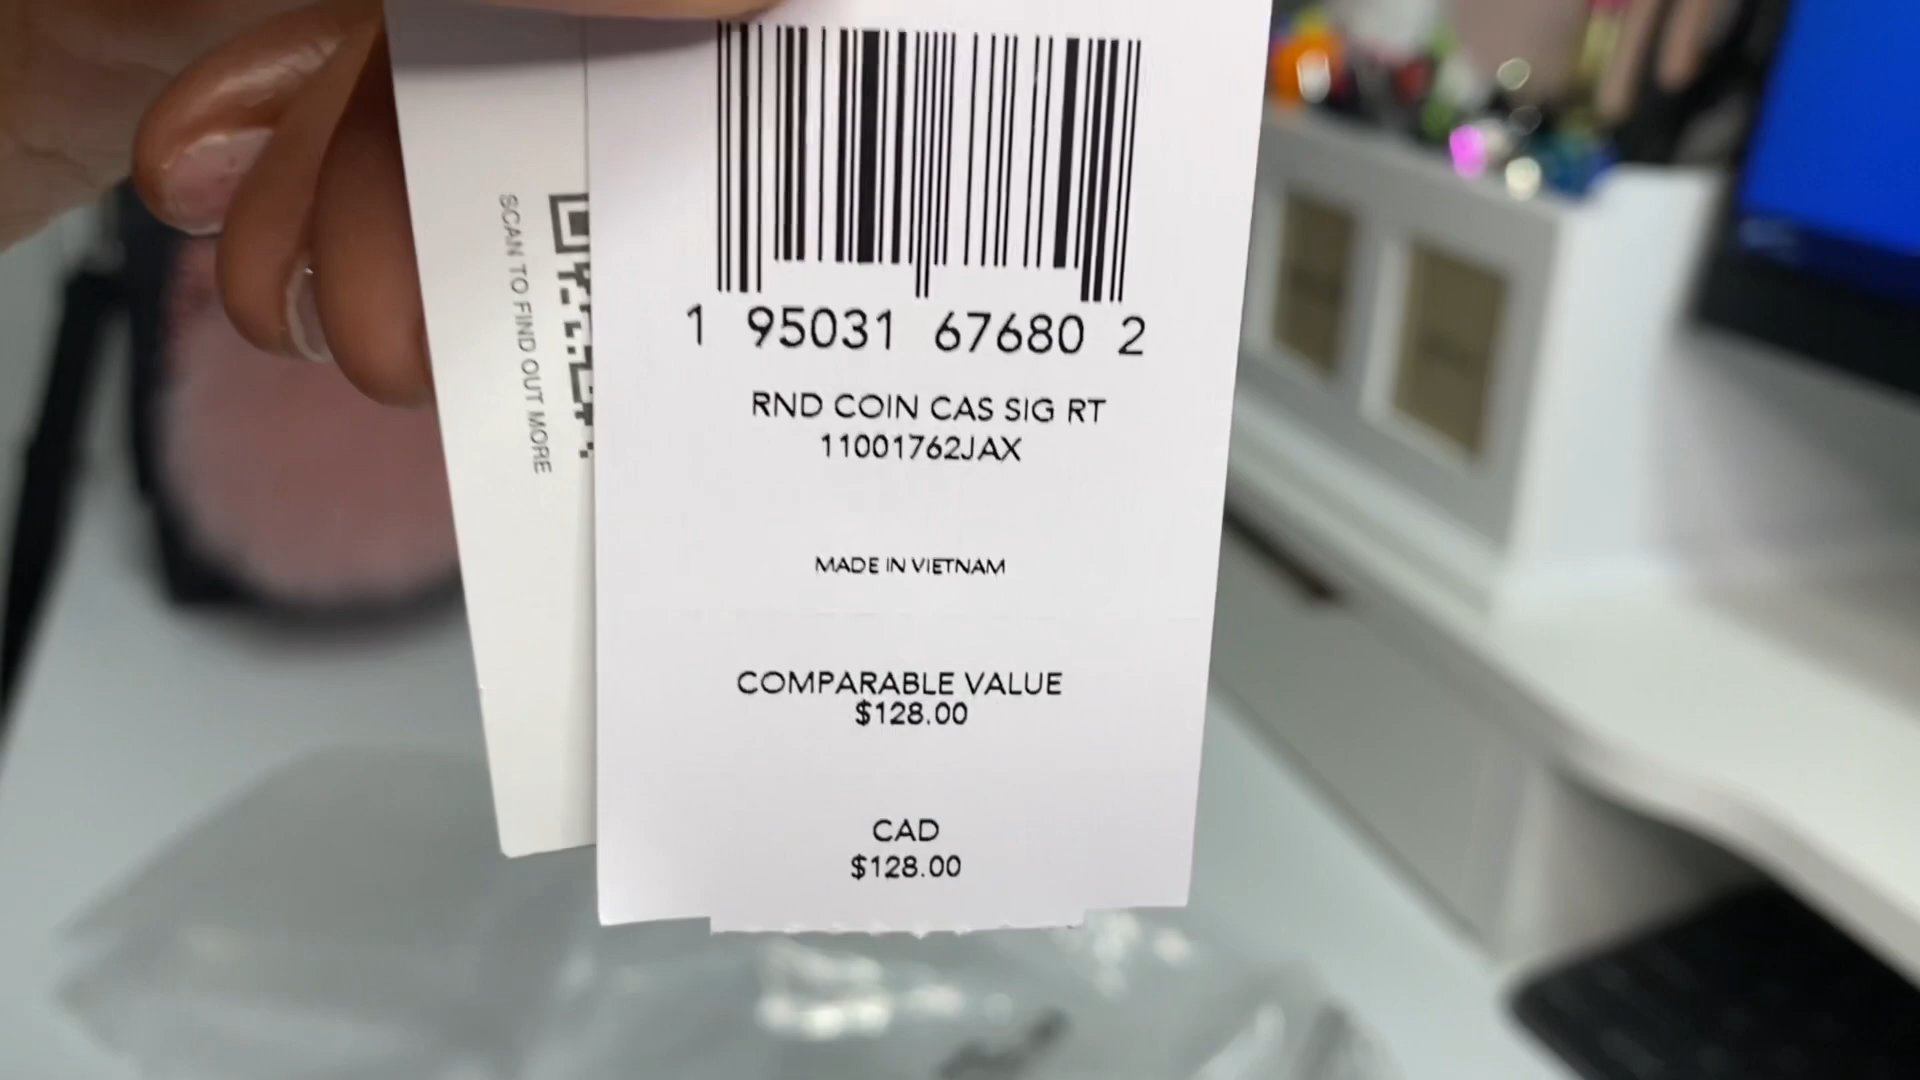 SCAN TO FIND OUT MORE
1 95031 67680 2
RND COIN CAS SIG RT
11001762JAX
MADE IN VIETNAM
COMPARABLE VALUE
$128.00
CAD
$128.00